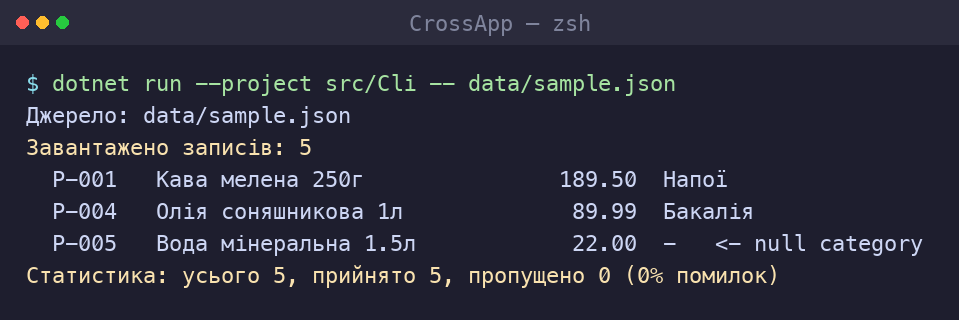 CrossApp — zsh
$ dotnet run --project src/Cli -- data/sample.json
Джерело: data/sample.json
Завантажено записів: 5
P-001 Кава мелена 250г 189.50 Напої
P-004 Олія соняшникова 1л 89.99 Бакалія
P-005 Вода мінеральна 1.5л 22.00 - <- null category
Статистика: усього 5, прийнято 5, пропущено 0 (0% помилок)